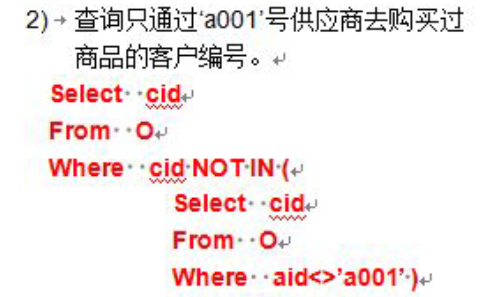 2) 查询只通过‘a001’号供应商去购买过
商品的客户编号。
Select cid
From O
Where cid NOT IN (
Select cid
From O
Where aid<>’a001’ )